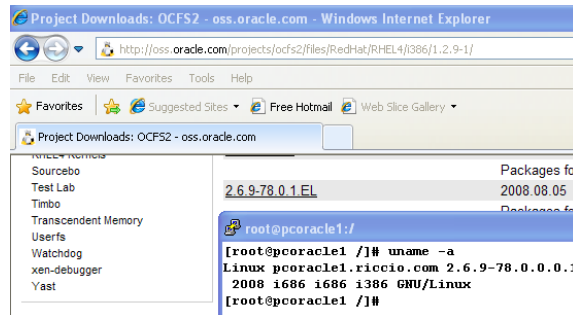 Project Downloads: OCFS2 - oss.oracle.com - Windows Internet Explorer
http://oss.oracle.com/projects/ocfs2/files/RedHat/RHEL4/i386/1.2.9-1/
File Edit View Favorites Tools Help
Favorites Suggested Sites Free Hotmail Web Slice Gallery
Project Downloads: OCFS2 - oss.oracle.com
RHEL4 Kernels
Sourcebo
Packages fo
Test Lab
2.6.9-78.0.1.EL 2008.08.05
Timbo
Packages fo
Transcendent Memory
Userfs
Watchdog
xen-debugger
Yast
root@pcoracle1:/
[root@pcoracle1 /]# uname -a
Linux pcoracle1.riccio.com 2.6.9-78.0.0.0.1
2008 i686 i686 i386 GNU/Linux
[root@pcoracle1 /]#